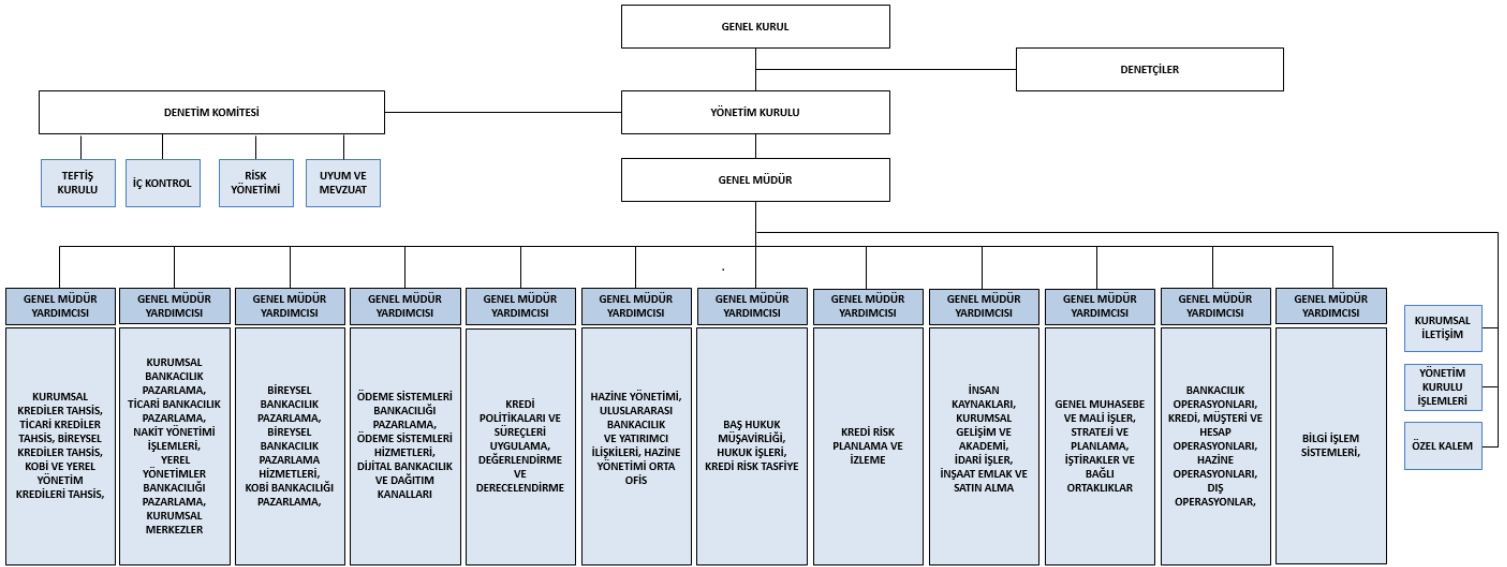 GENEL KURUL
DENETÇİLER
DENETİM KOMİTESİ
YÖNETİM KURULU
TEFTİŞ
KURULU
İÇ KONTROL
RİSK
YÖNETİMİ
UYUM VE
MEVZUAT
GENEL MÜDÜR
GENEL MÜDÜR
YARDIMCISI
KURUMSAL
KREDİLER TAHSİS,
TİCARİ KREDİLER
TAHSİS, BİREYSEL
KREDİLER TAHSİS,
KOBİ VE YEREL
YÖNETİM
KREDİLERİ TAHSİS,
GENEL MÜDÜR
YARDIMCISI
KURUMSAL
BANKACILIK
PAZARLAMA,
TİCARİ BANKACILIK
PAZARLAMA,
NAKİT YÖNETİMİ
İŞLEMLERİ,
YEREL
YÖNETİMLER
BANKACILIĞI
PAZARLAMA,
KURUMSAL
MERKEZLER
GENEL MÜDÜR
YARDIMCISI
BİREYSEL
BANKACILIK
PAZARLAMA,
BİREYSEL
BANKACILIK
PAZARLAMA
HİZMETLERİ,
KOBİ BANKACILIĞI
PAZARLAMA,
GENEL MÜDÜR
YARDIMCISI
ÖDEME SİSTEMLERİ
BANKACILIĞI
PAZARLAMA,
ÖDEME SİSTEMLERİ
HİZMETLERİ,
DİJİTAL BANKACILIK
VE DAĞITIM
KANALLARI
GENEL MÜDÜR
YARDIMCISI
KREDİ
POLİTİKALARI VE
SÜREÇLERİ
UYGULAMA,
DEĞERLENDİRME
VE
DERECELENDİRME
GENEL MÜDÜR
YARDIMCISI
HAZİNE YÖNETİMİ,
ULUSLARARASI
BANKACILIK
VE YATIRIMCI
İLİŞKİLERİ, HAZİNE
YÖNETİMİ ORTA
OFİS
GENEL MÜDÜR
YARDIMCISI
BAŞ HUKUK
MÜŞAVİRLİĞİ,
HUKUK İŞLERİ,
KREDİ RİSK TASFİYE
GENEL MÜDÜR
YARDIMCISI
KREDİ RİSK
PLANLAMA VE
İZLEME
GENEL MÜDÜR
YARDIMCISI
İNSAN
KAYNAKLARI,
KURUMSAL
GELİŞİM VE
AKADEMİ,
İDARİ İŞLER,
İNŞAAT EMLAK VE
SATIN ALMA
GENEL MÜDÜR
YARDIMCISI
GENEL MUHASEBE
VE MALİ İŞLER,
STRATEJİ VE
PLANLAMA,
İŞTİRAKLER VE
BAĞLI
ORTAKLIKLAR
GENEL MÜDÜR
YARDIMCISI
BANKACILIK
OPERASYONLARI,
KREDİ, MÜŞTERİ VE
HESAP
OPERASYONLARI,
HAZİNE
OPERASYONLARI,
DIŞ
OPERASYONLAR,
GENEL MÜDÜR
YARDIMCISI
BİLGİ İŞLEM
SİSTEMLERİ,
KURUMSAL
İLETİŞİM
YÖNETİM
KURULU
İŞLEMLERİ
ÖZEL KALEM